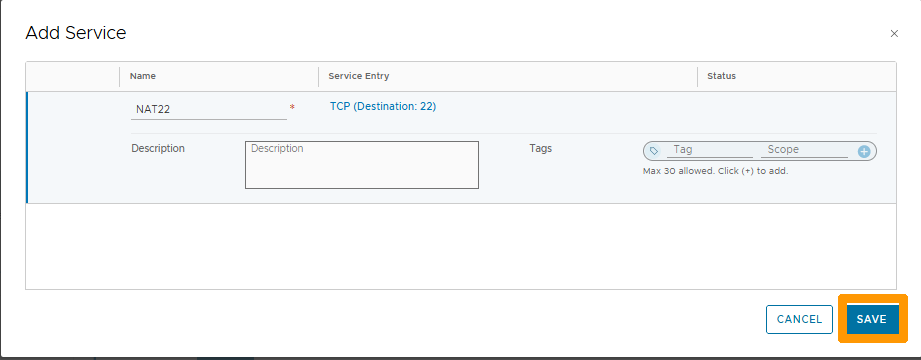 Add Service
Name Service Entry Status
NAT22 * TCP (Destination: 22)
Description Description Tags Tag Scope
Max 30 allowed. Click (+) to add.
CANCEL SAVE